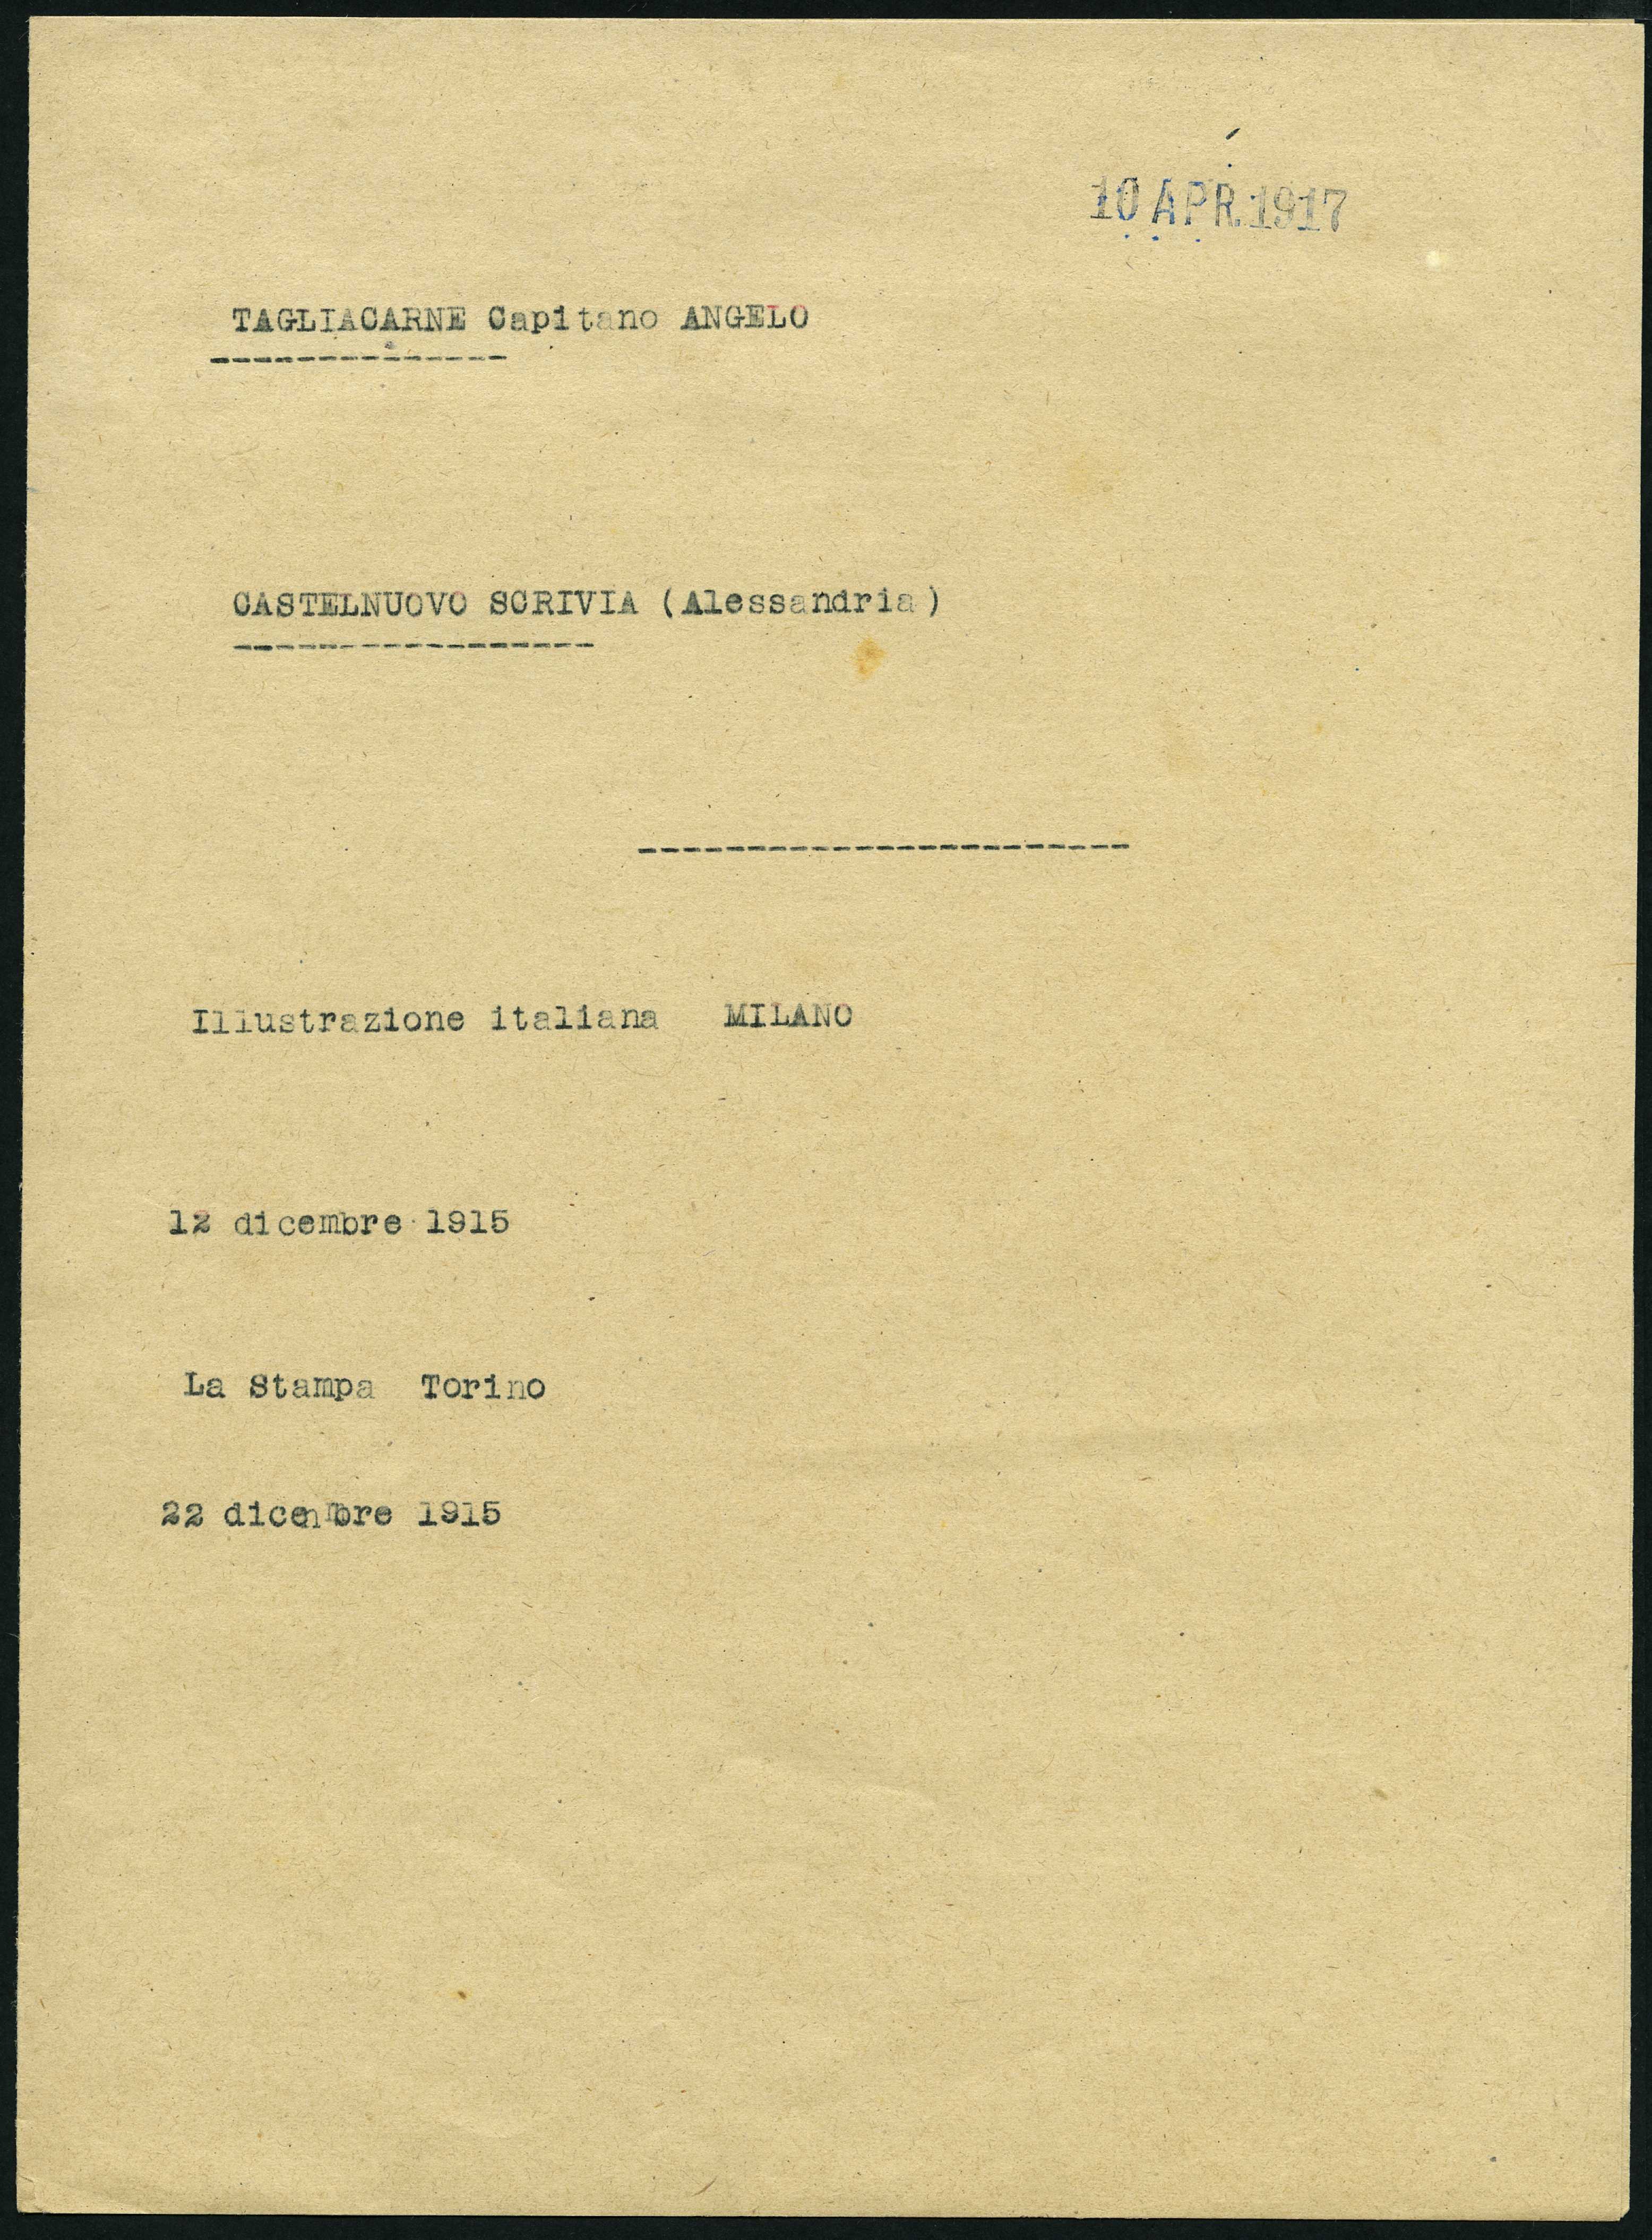 10 APR. 1917
TAGLIACARNE Capitano ANGELO
CASTELNUOVO SCRIVIA (Alessandria)
Illustrazione italiana MILANO
12 dicembre 1915
La Stampa Torino
22 dicembre 1915